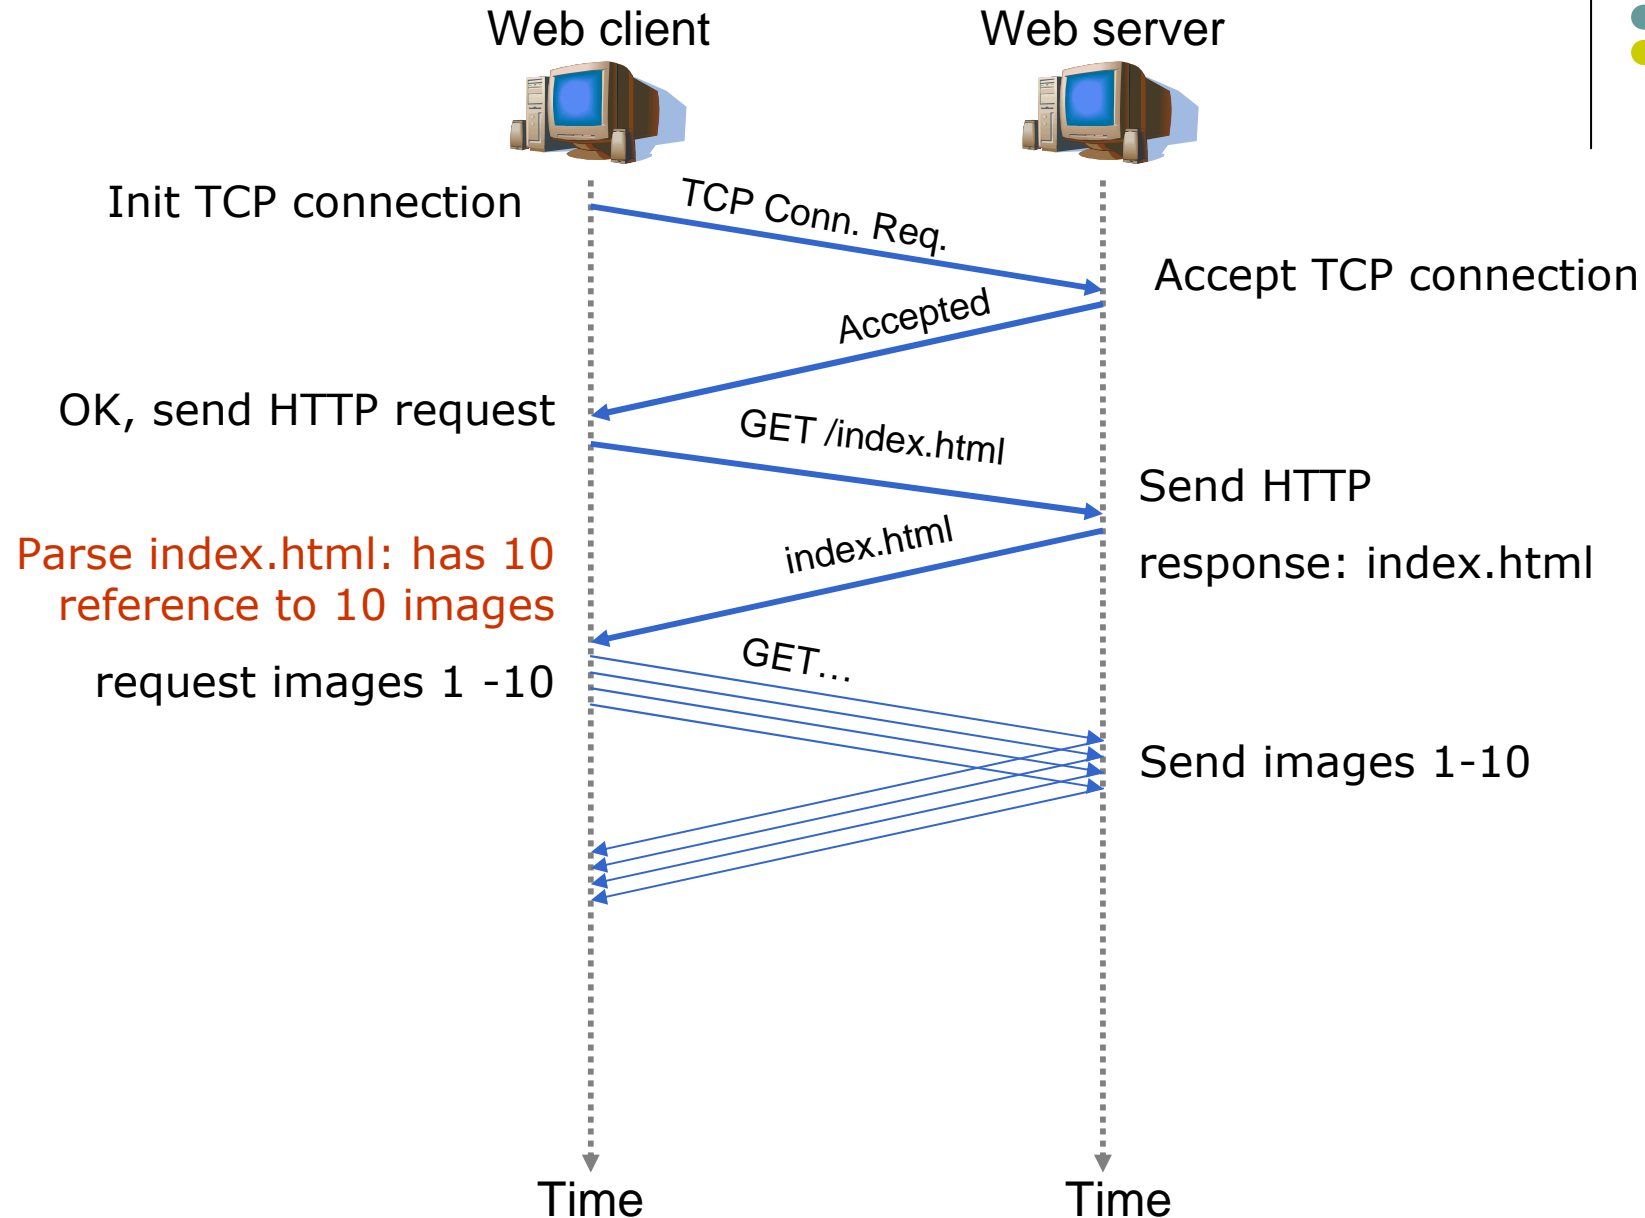 Web client
Web server
Init TCP connection
TCP Conn. Req.
Accept TCP connection
Accepted
OK, send HTTP request
GET /index.html
Send HTTP
response: index.html
index.html
Parse index.html: has 10
reference to 10 images
request images 1 -10
GET…
Send images 1-10
Time
Time